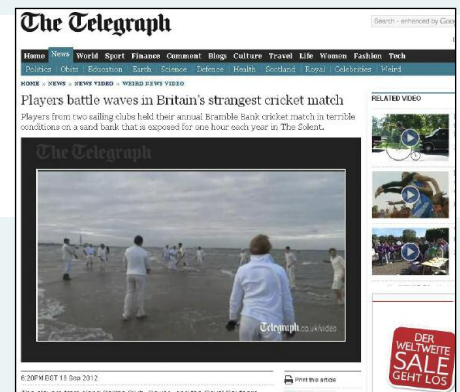 The Telegraph
Search - enhanced by
Home News World Sport Finance Comment Blogs Culture Travel Life Women Fashion Tech
Politics Obits Education Earth Science Defence Health Scotland Royal Celebrities Weird
HOME » NEWS » NEWS VIDEO » WEIRD NEWS VIDEO
Players battle waves in Britain's strangest cricket match
Players from two sailing clubs held their annual Bramble Bank cricket match in terrible
conditions on a sand bank that is exposed for one hour each year in The Solent.
RELATED VIDEO
The Telegraph
Telegraph.co.uk/video
6:20PM BST 18 Sep 2012
Print this article
DER
WELTWEITE
SALE
GEHT LOS